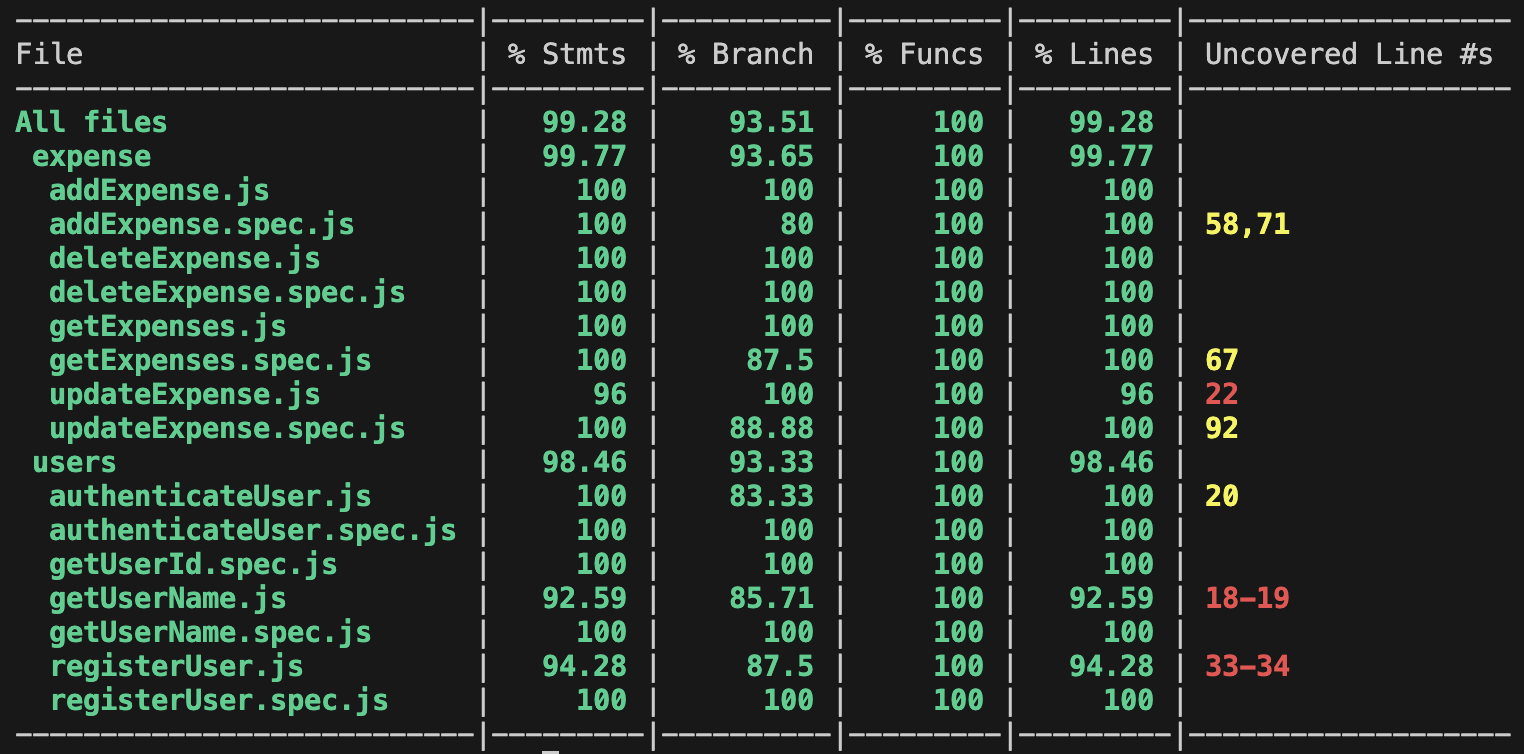 File | % Stmts | % Branch | % Funcs | % Lines | Uncovered Line #s
All files | 99.28 | 93.51 | 100 | 99.28 |
expense | 99.77 | 93.65 | 100 | 99.77 |
addExpense.js | 100 | 100 | 100 | 100 |
addExpense.spec.js | 100 | 80 | 100 | 100 | 58,71
deleteExpense.js | 100 | 100 | 100 | 100 |
deleteExpense.spec.js | 100 | 100 | 100 | 100 |
getExpenses.js | 100 | 100 | 100 | 100 |
getExpenses.spec.js | 100 | 87.5 | 100 | 100 | 67
updateExpense.js | 96 | 100 | 100 | 96 | 22
updateExpense.spec.js | 100 | 88.88 | 100 | 100 | 92
users | 98.46 | 93.33 | 100 | 98.46 |
authenticateUser.js | 100 | 83.33 | 100 | 100 | 20
authenticateUser.spec.js | 100 | 100 | 100 | 100 |
getUserId.spec.js | 100 | 100 | 100 | 100 |
getUserName.js | 92.59 | 85.71 | 100 | 92.59 | 18-19
getUserName.spec.js | 100 | 100 | 100 | 100 |
registerUser.js | 94.28 | 87.5 | 100 | 94.28 | 33-34
registerUser.spec.js | 100 | 100 | 100 | 100 |